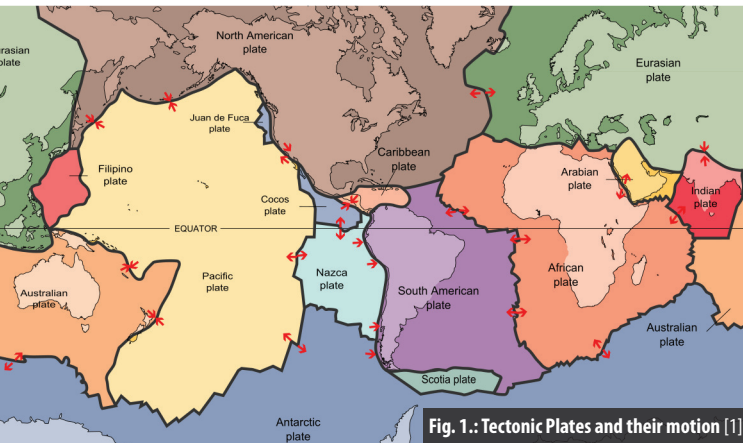 North American
plate
urasian
plate
Eurasian
plate
Juan de Fuca
plate
Caribbean
plate
Filipino
plate
Arabian
plate
Indian
plate
Cocos
plate
EQUATOR
Pacific
plate
Nazca
plate
South American
plate
African
plate
Australian
plate
Australian
plate
Scotia plate
Antarctic
plate
Fig. 1.: Tectonic Plates and their motion [1]